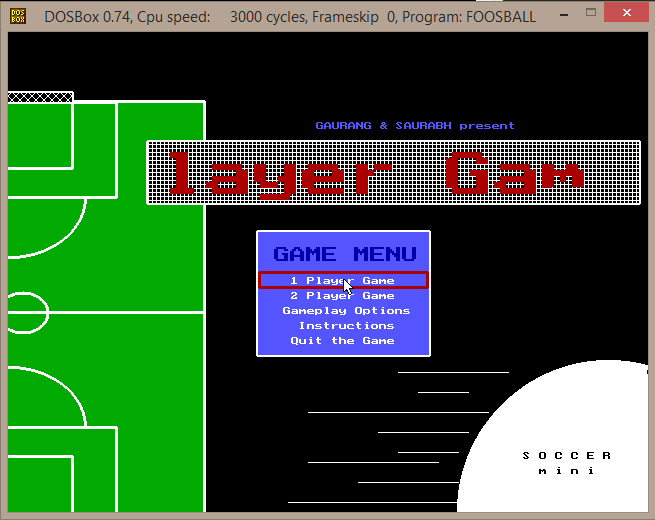 DOSBox 0.74, Cpu speed: 3000 cycles, Frameskip 0, Program: FOOSBALL
GAURANG & SAURABH present
layer Gam
GAME MENU
1 Player Game
2 Player Game
Gameplay Options
Instructions
Quit the Game
SOCCER
mini